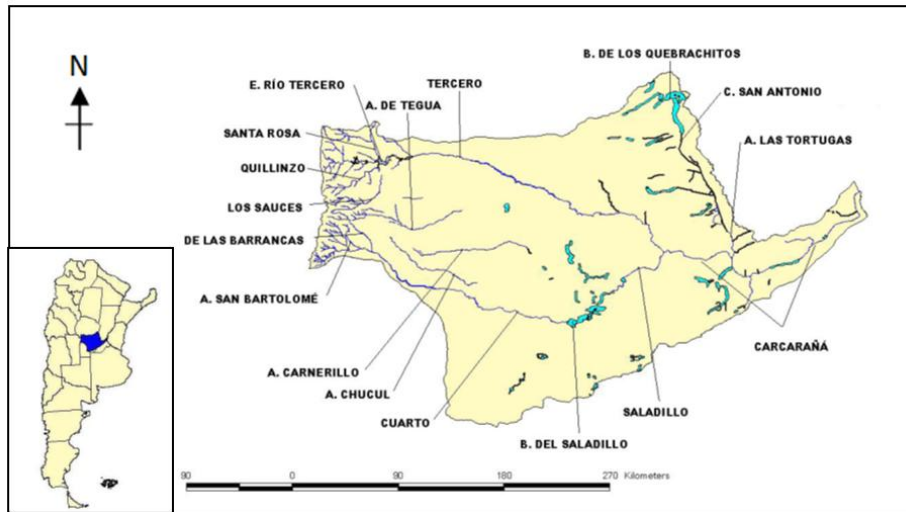 N
B. DE LOS QUEBRACHITOS
E. RÍO TERCERO
TERCERO
A. DE TEGUA
C. SAN ANTONIO
SANTA ROSA
A. LAS TORTUGAS
QUILLINZO
LOS SAUCES
DE LAS BARRANCAS
A. SAN BARTOLOMÉ
CARCARAÑÁ
A. CARNERILLO
A. CHUCUL
SALADILLO
CUARTO
B. DEL SALADILLO
90 0 90 180 270 Kilometers